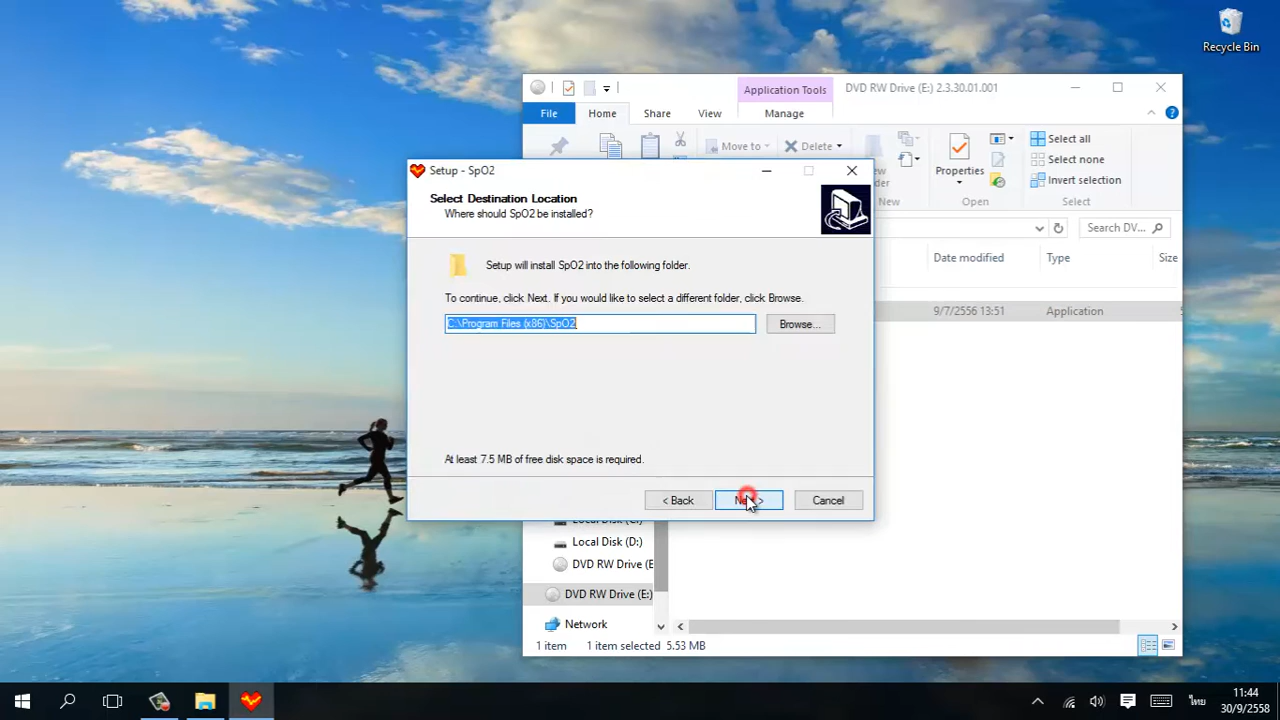 Recycle Bin
Application Tools
DVD RW Drive (E:) 2.3.30.01.001
File
Home
Share
View
Manage
Move to
Delete
Properties
Select all
Select none
Invert selection
New
Open
Select
Search DV...
Date modified
Type
Size
9/7/2556 13:51
Application
Setup - SpO2
Select Destination Location
Where should SpO2 be installed?
Setup will install SpO2 into the following folder.
To continue, click Next. If you would like to select a different folder, click Browse.
C:\Program Files (x86)\SpO2
Browse...
At least 7.5 MB of free disk space is required.
< Back
Cancel
Local Disk (C:)
Local Disk (D:)
DVD RW Drive (E
DVD RW Drive (E:)
Network
1 item
1 item selected
5.53 MB
ไทย
11:44
30/9/2558